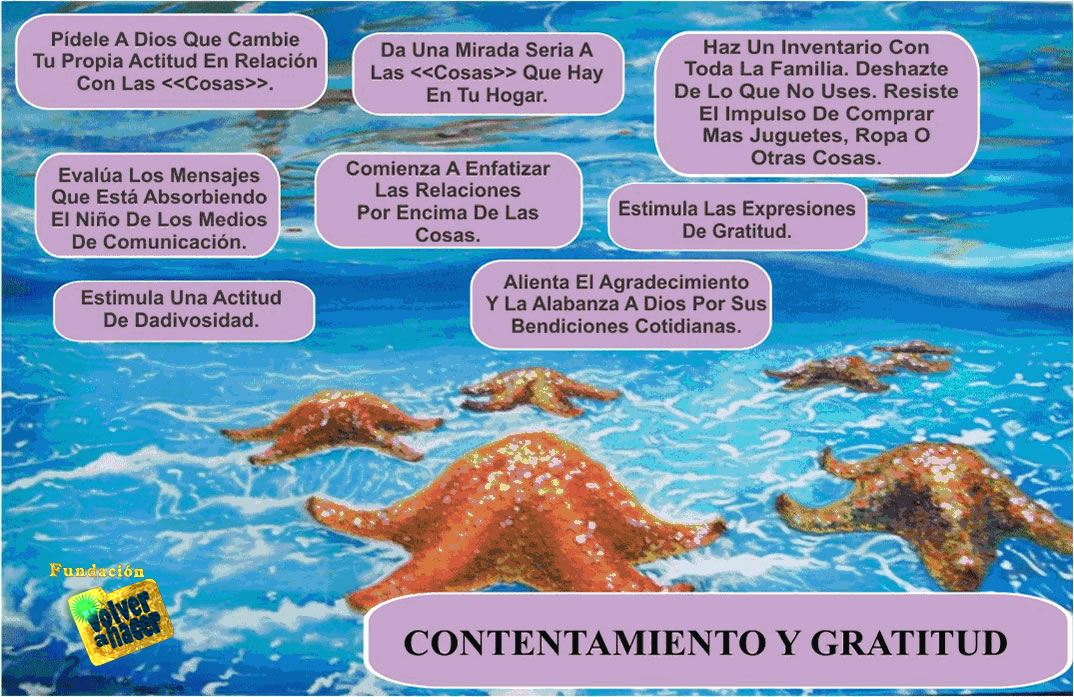 Pídele A Dios Que Cambie
Tu Propia Actitud En Relación
Con Las <<Cosas>>.
Da Una Mirada Seria A
Las <<Cosas>> Que Hay
En Tu Hogar.
Haz Un Inventario Con
Toda La Familia. Deshazte
De Lo Que No Uses. Resiste
El Impulso De Comprar
Mas Juguetes, Ropa O
Otras Cosas.
Evalúa Los Mensajes
Que Está Absorbiendo
El Niño De Los Medios
De Comunicación.
Comienza A Enfatizar
Las Relaciones
Por Encima De Las
Cosas.
Estimula Las Expresiones
De Gratitud.
Estimula Una Actitud
De Dadivosidad.
Alienta El Agradecimiento
Y La Alabanza A Dios Por Sus
Bendiciones Cotidianas.
Fundación
volver
a nacer
CONTENTAMIENTO Y GRATITUD